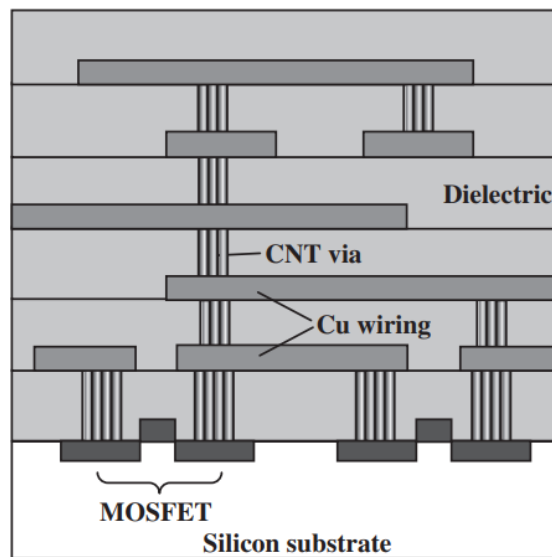 Dielectric
CNT via
Cu wiring
MOSFET
Silicon substrate